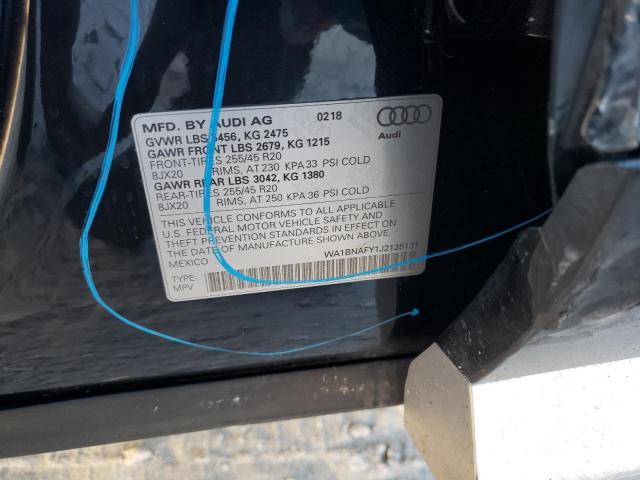 MFD. BY AUDI AG 02 18
GVWR LBS 5456, KG 2475
GAWR FRONT LBS 2679, KG 1215
FRONT-TIRES 255/45 R20
8JX20 RIMS, AT 230 KPA 33 PSI COLD
GAWR REAR LBS 3042, KG 1380
REAR-TIRES 255/45 R20
8JX20 RIMS, AT 250 KPA 36 PSI COLD
Audi
THIS VEHICLE CONFORMS TO ALL APPLICABLE
U.S. FEDERAL MOTOR VEHICLE SAFETY AND
THEFT PREVENTION STANDARDS IN EFFECT ON
THE DATE OF MANUFACTURE SHOWN ABOVE.
MEXICO WA1BNAFY1J2135131
TYPE:
MPV